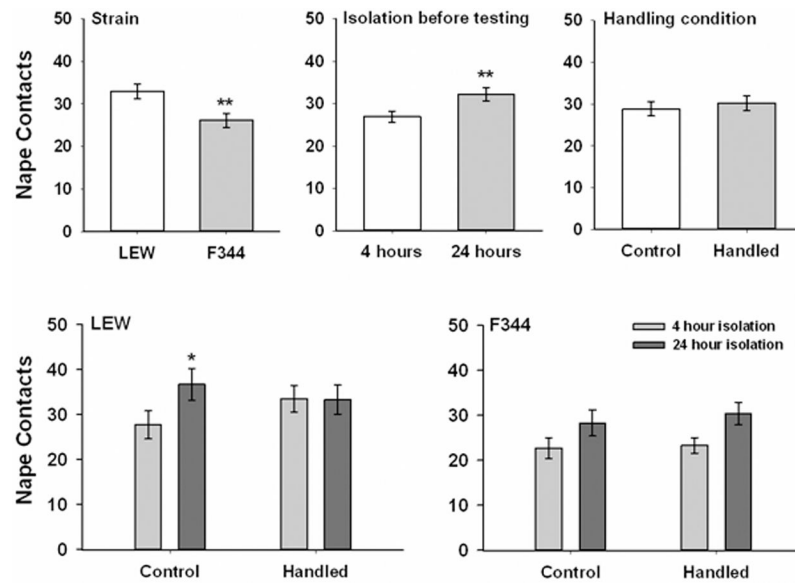 Strain
Nape Contacts
50
40
30
20
10
0
**
LEW F344
Isolation before testing
50
40
30
20
10
0
**
4 hours 24 hours
Handling condition
50
40
30
20
10
0
Control Handled
LEW
Nape Contacts
50
40
30
20
10
0
*
Control Handled
F344
50
40
30
20
10
0
4 hour isolation
24 hour isolation
Control Handled